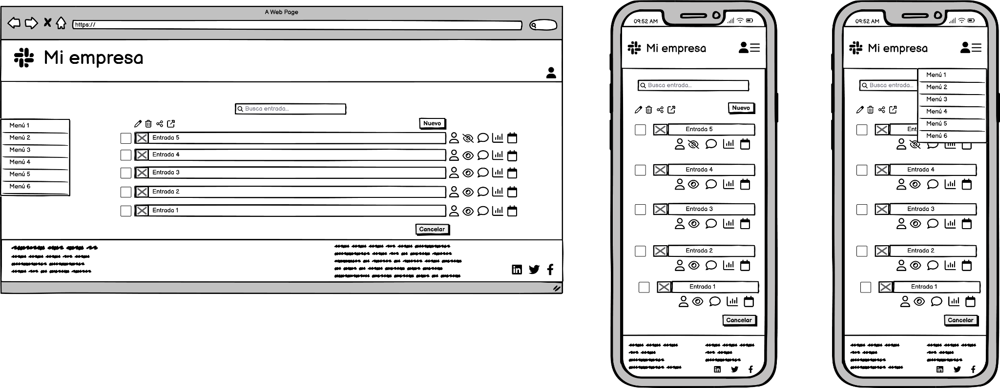 A Web Page
https://
Mi empresa
Busca entrada...
Nuevo
Menú 1
Menú 2
Menú 3
Menú 4
Menú 5
Menú 6
Entrada 5
Entrada 4
Entrada 3
Entrada 2
Entrada 1
Cancelar
09:52 AM
Mi empresa
Busca entrada...
Nuevo
Entrada 5
Entrada 4
Entrada 3
Entrada 2
Entrada 1
Cancelar
09:52 AM
Mi empresa
Menú 1
Menú 2
Menú 3
Menú 4
Menú 5
Menú 6
Busca entrada...
Ent
Entrada 4
Entrada 3
Entrada 2
Entrada 1
Cancelar